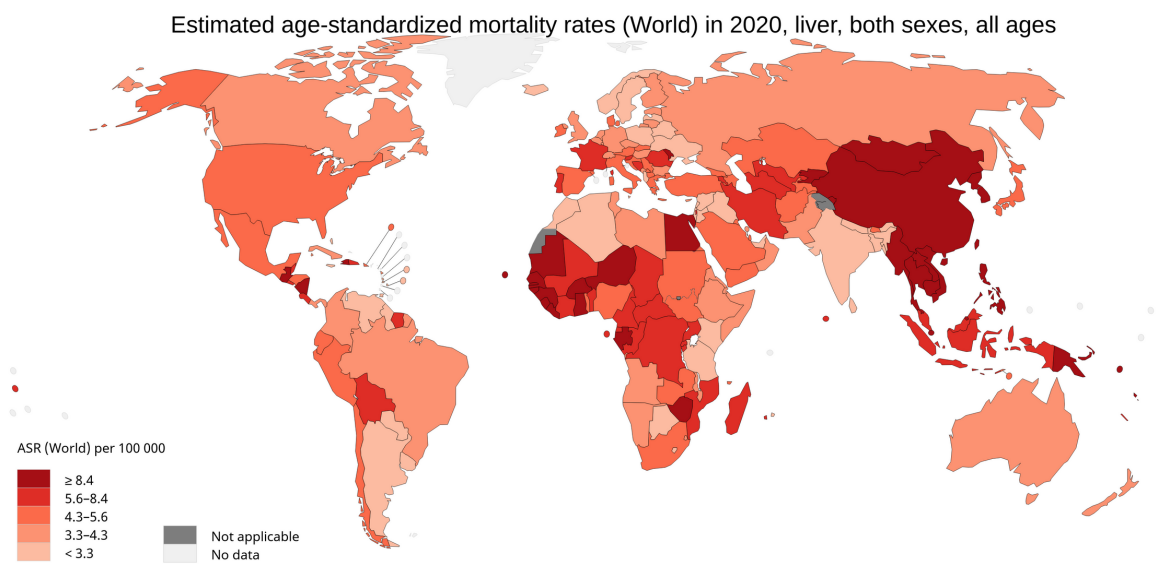 Estimated age-standardized mortality rates (World) in 2020, liver, both sexes, all ages
ASR (World) per 100 000
≥ 8.4
5.6–8.4
4.3–5.6
3.3–4.3
< 3.3
Not applicable
No data